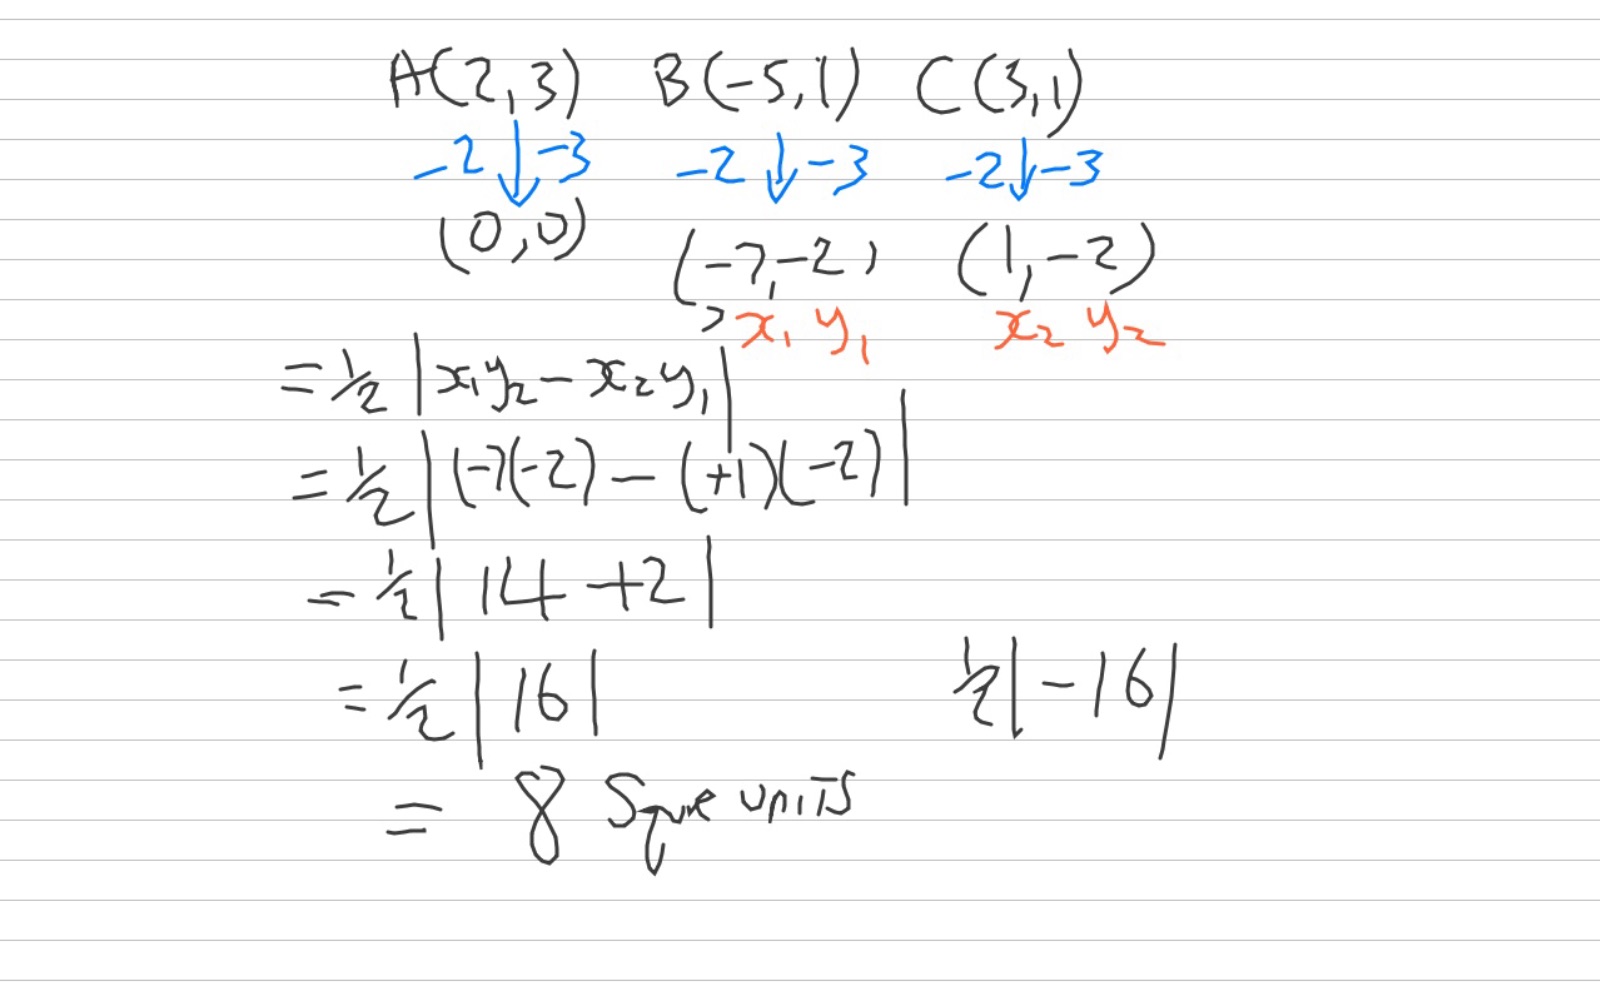 A(2,3) B(-5,1) C(3,1)
-2↓-3 -2↓-3 -2↓-3
(0,0) (-7,-2) (1,-2)
x₁ y₁ x₂ y₂
=½|x₁y₂-x₂y₁|
=½|(-7(-2)-(+1)(-2)|
=½|14+2|
=½|16| ½|-16|
= 8 Squre units